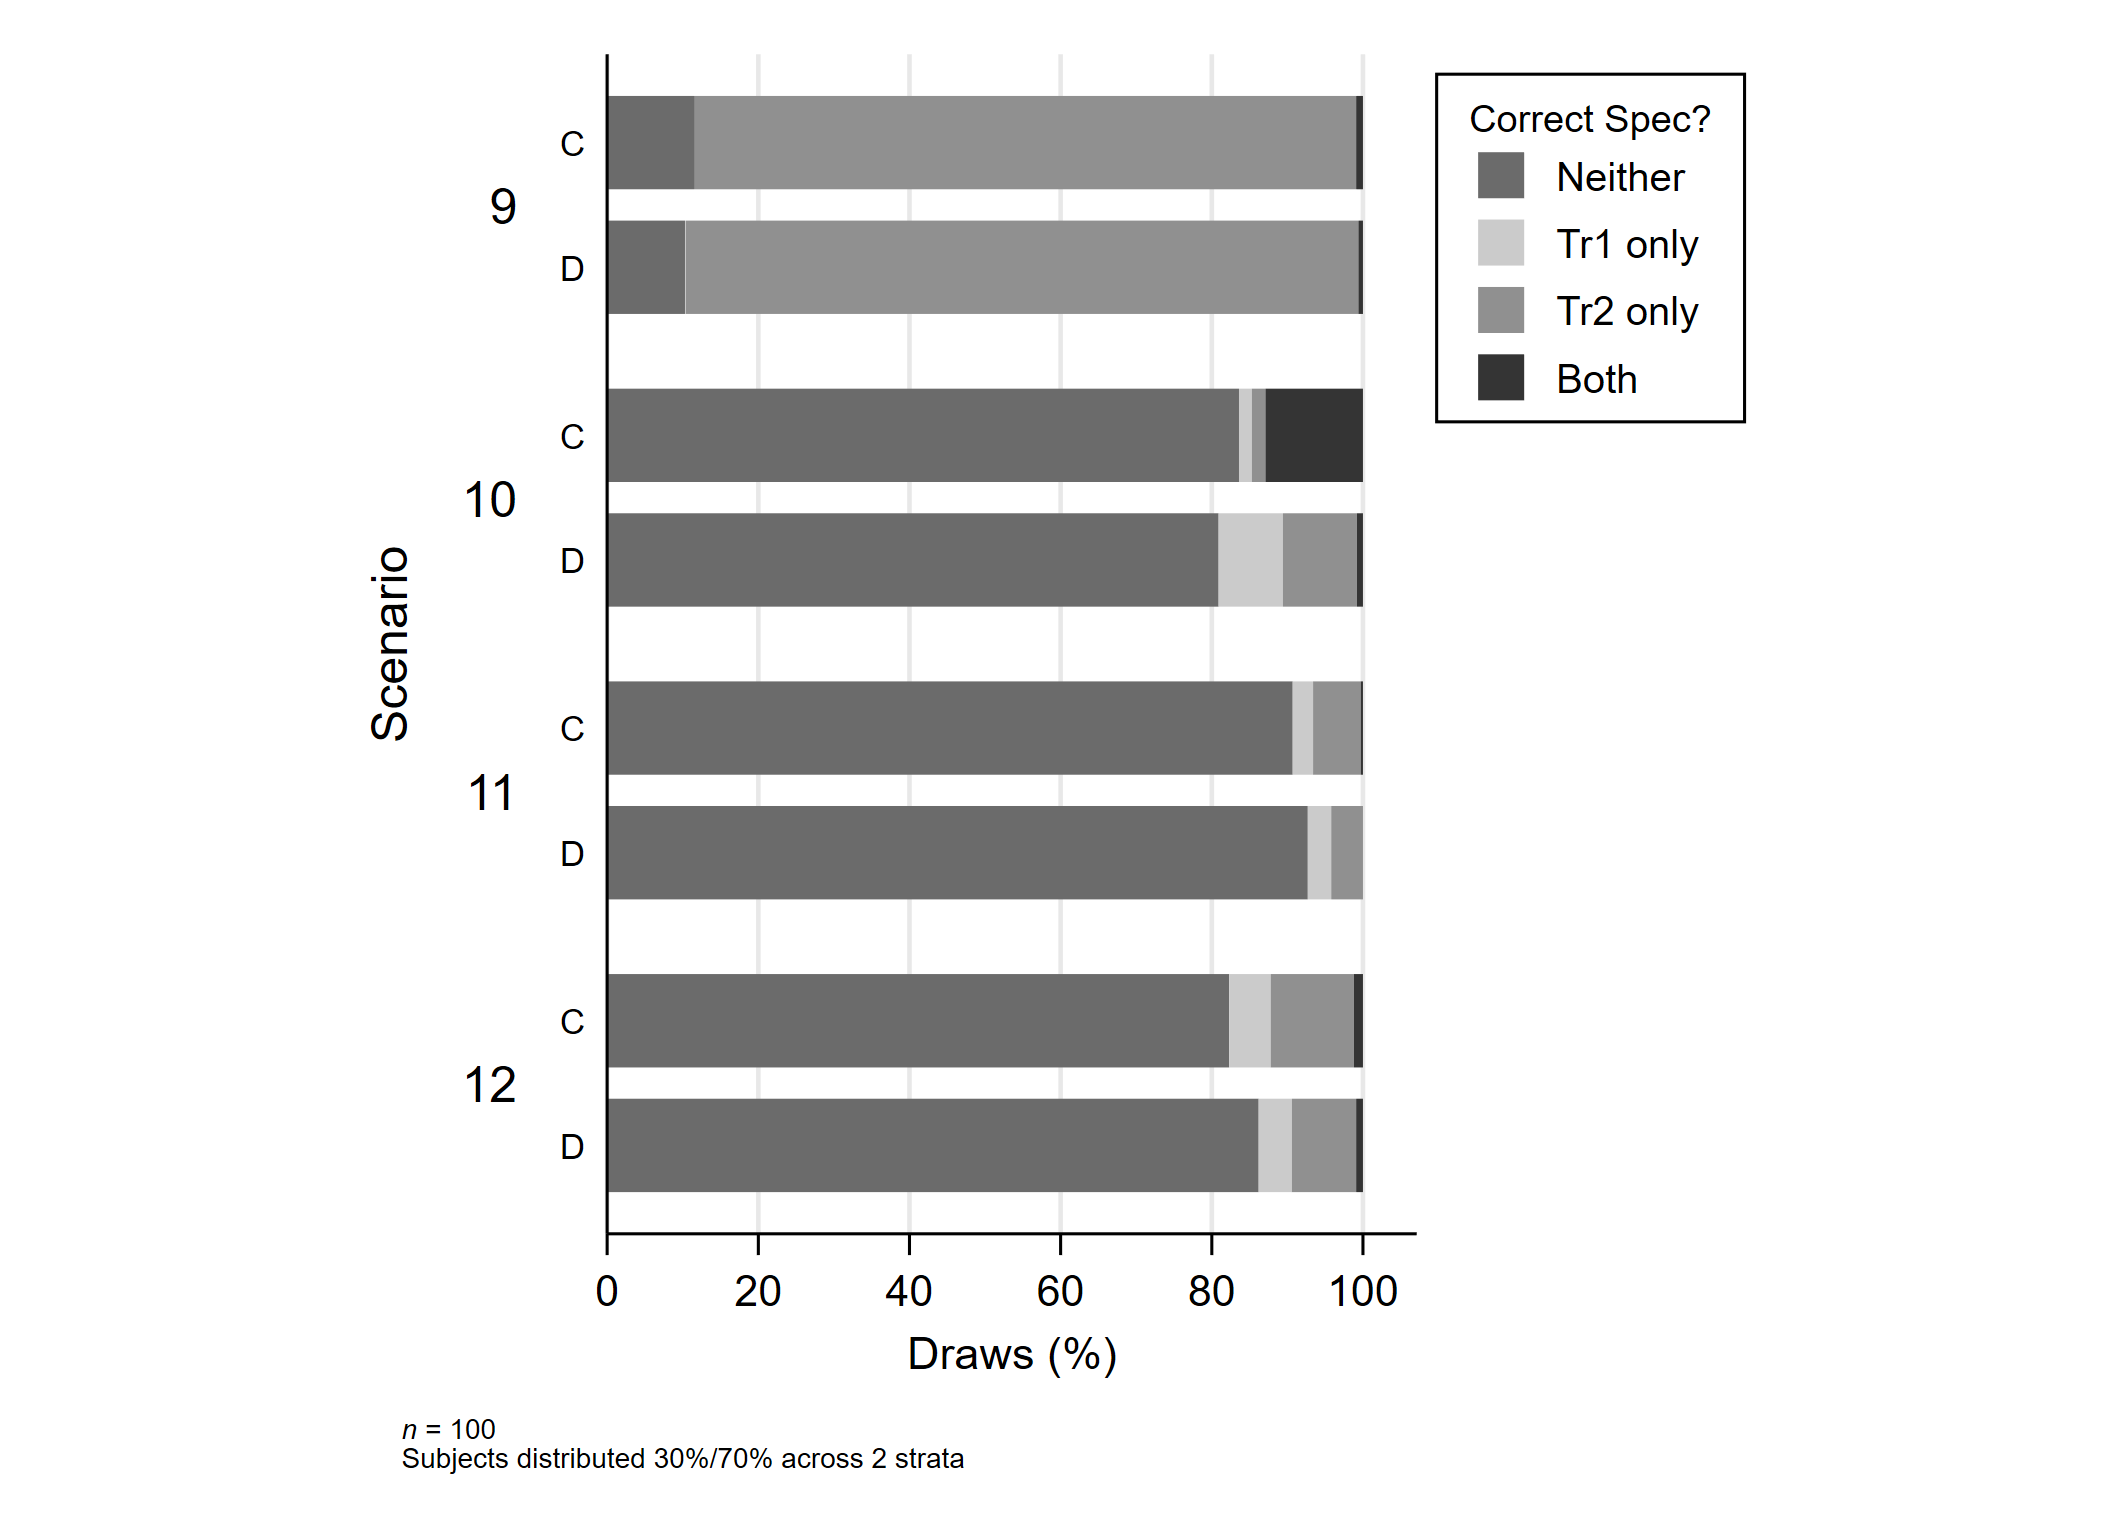 Correct Spec?
Neither
Tr1 only
Tr2 only
Both
Scenario
9
C
D
10
C
D
11
C
D
12
C
D
0 20 40 60 80 100
Draws (%)
n = 100
Subjects distributed 30%/70% across 2 strata